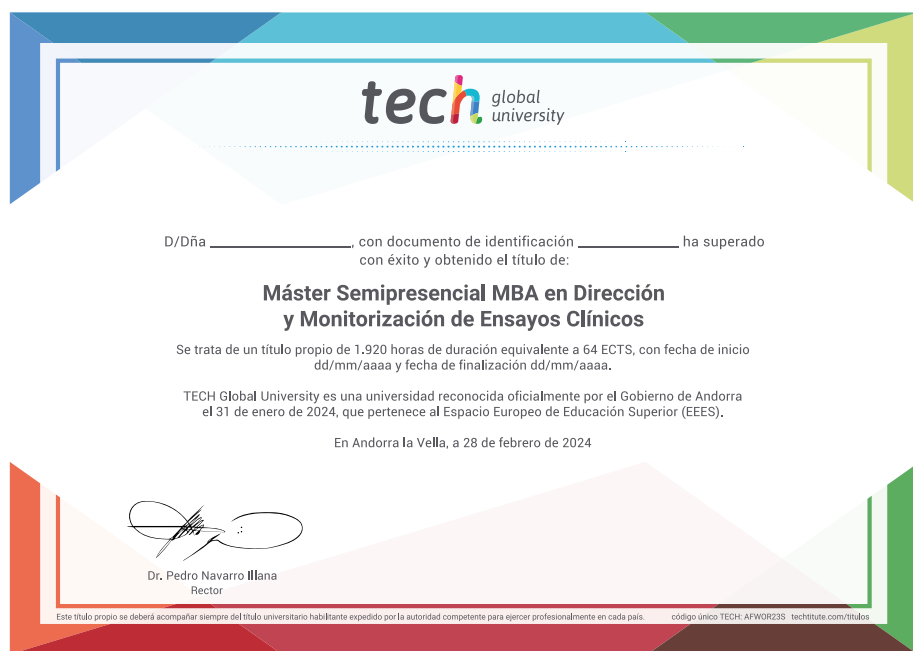 tech global university
D/Dña ____________________, con documento de identificación ______________ ha superado
con éxito y obtenido el título de:
Máster Semipresencial MBA en Dirección
y Monitorización de Ensayos Clínicos
Se trata de un título propio de 1.920 horas de duración equivalente a 64 ECTS, con fecha de inicio
dd/mm/aaaa y fecha de finalización dd/mm/aaaa.
TECH Global University es una universidad reconocida oficialmente por el Gobierno de Andorra
el 31 de enero de 2024, que pertenece al Espacio Europeo de Educación Superior (EEES).
En Andorra la Vella, a 28 de febrero de 2024
Dr. Pedro Navarro Illana
Rector
Este título propio se deberá acompañar siempre del título universitario habilitante expedido por la autoridad competente para ejercer profesionalmente en cada país. código único TECH: AFWOR23S techtitute.com/titulos